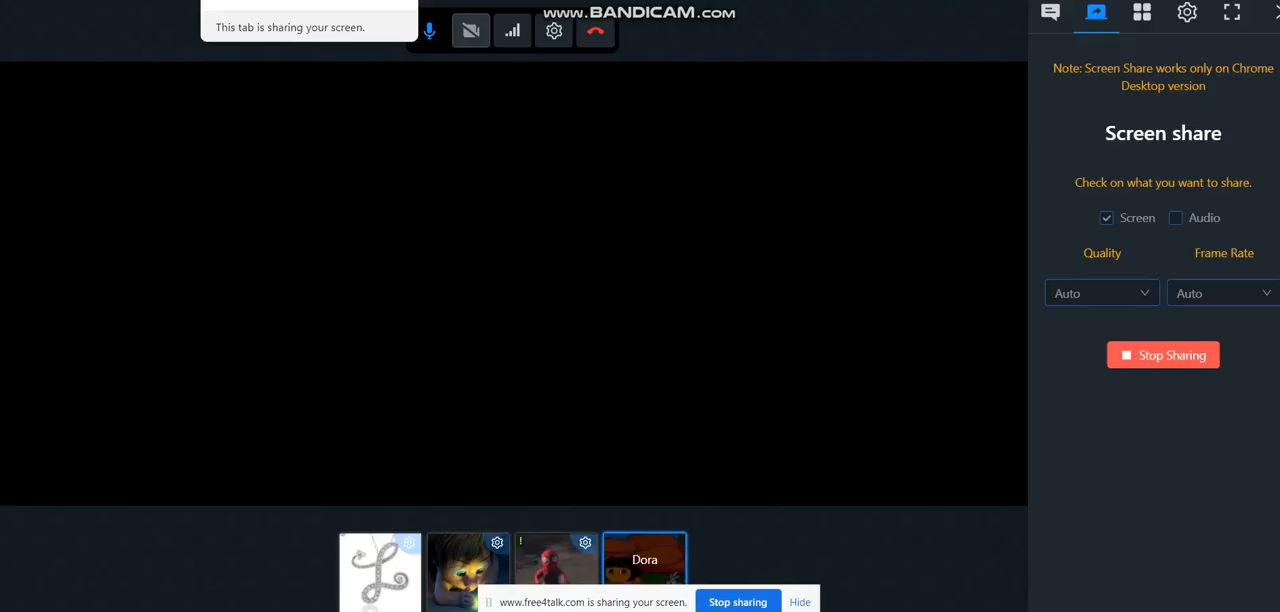 www.BANDICAM.com
This tab is sharing your screen.
Note: Screen Share works only on Chrome
Desktop version
Screen share
Check on what you want to share.
Screen Audio
Quality Frame Rate
Auto Auto
Stop Sharing
!
Dora
www.free4talk.com is sharing your screen. Stop sharing Hide